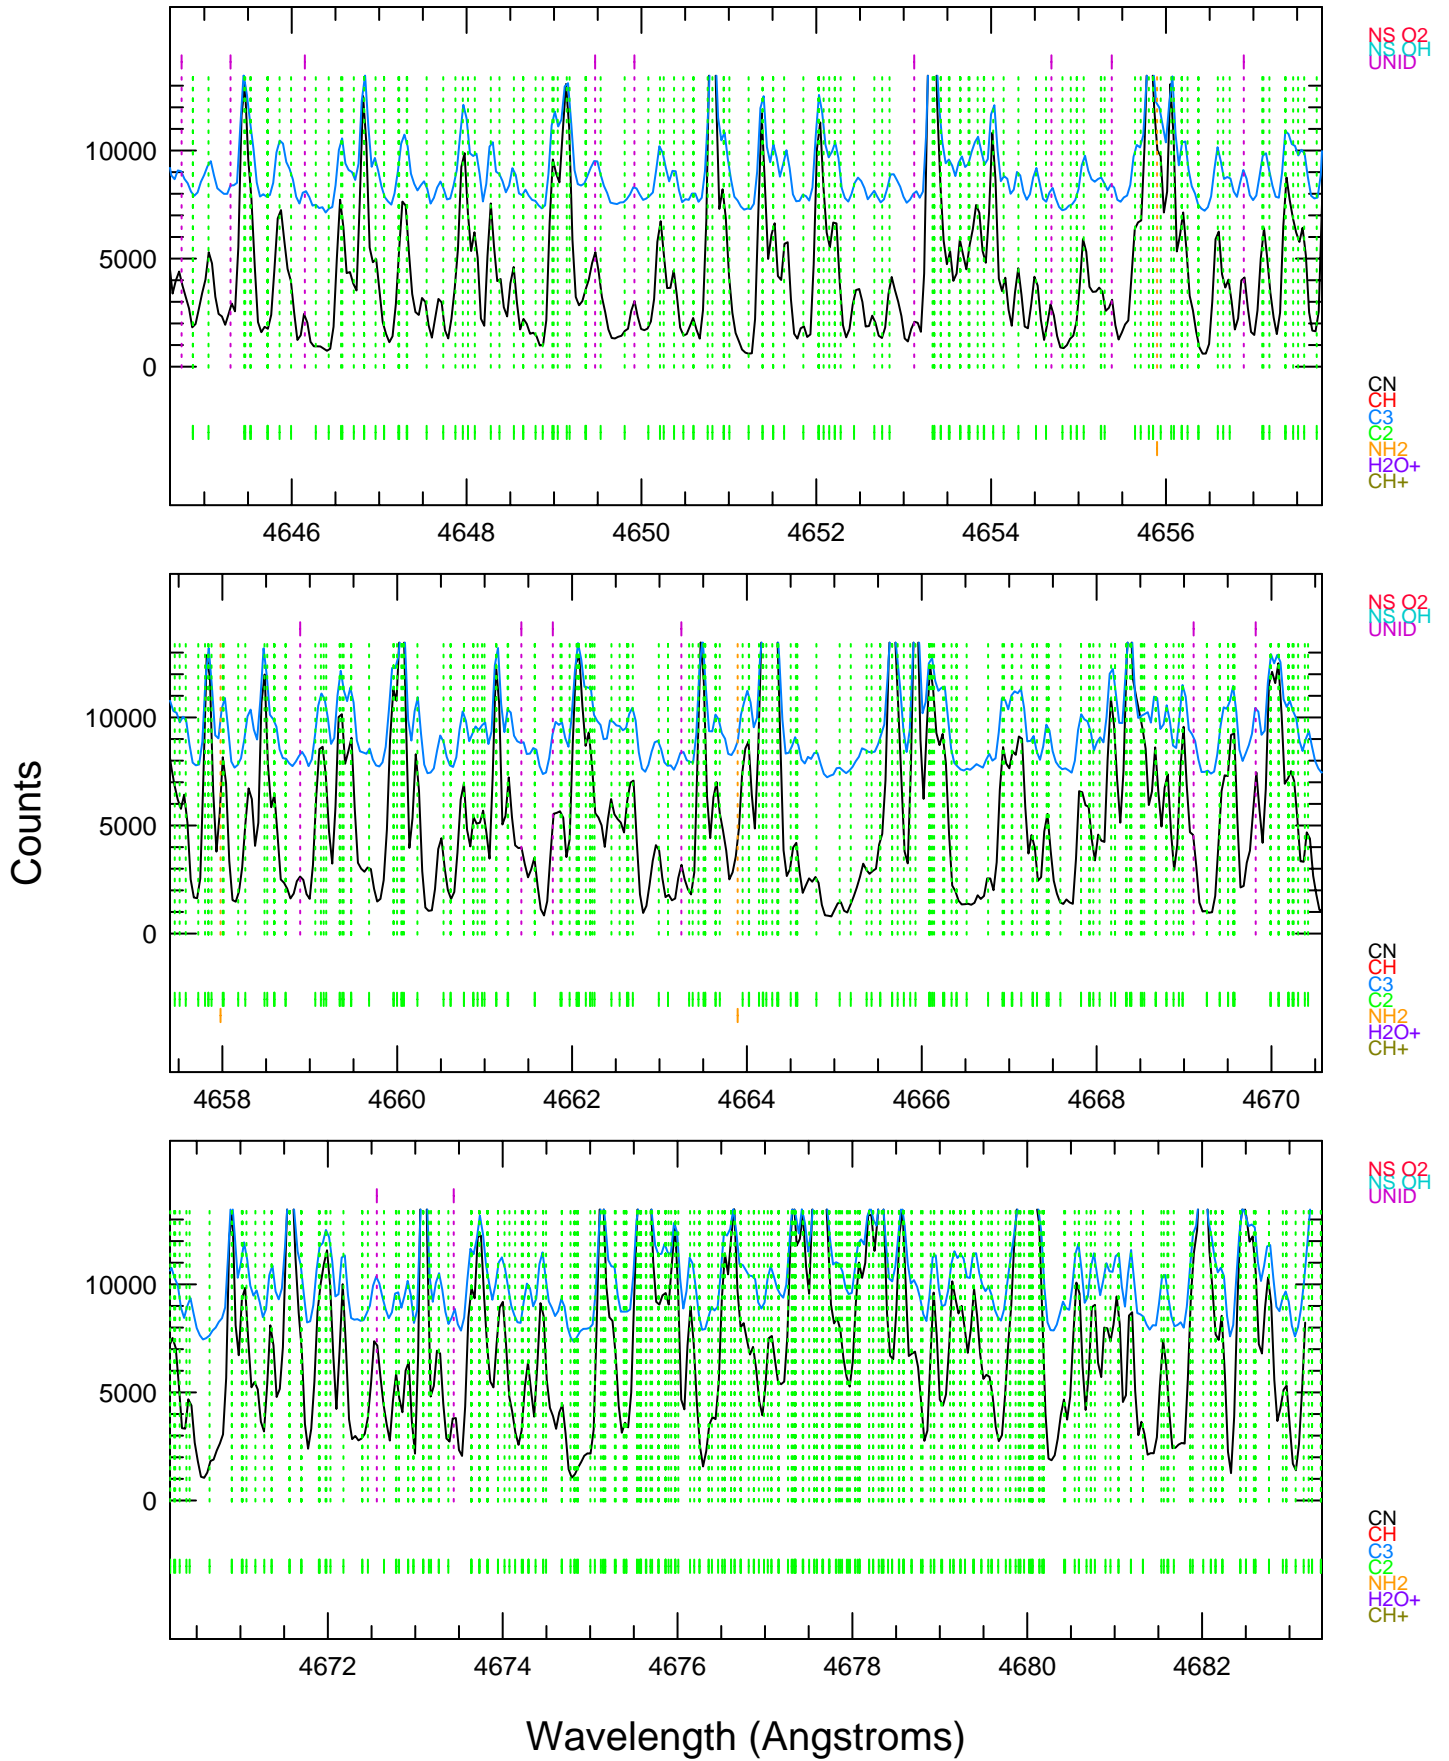 NS O2
NS OH
UNID
10000
5000
0
CN
CH
C3
C2
NH2
H2O+
CH+
4646 4648 4650 4652 4654 4656
NS O2
NS OH
UNID
10000
5000
0
CN
CH
C3
C2
NH2
H2O+
CH+
4658 4660 4662 4664 4666 4668 4670
Counts
NS O2
NS OH
UNID
10000
5000
0
CN
CH
C3
C2
NH2
H2O+
CH+
4672 4674 4676 4678 4680 4682
Wavelength (Angstroms)